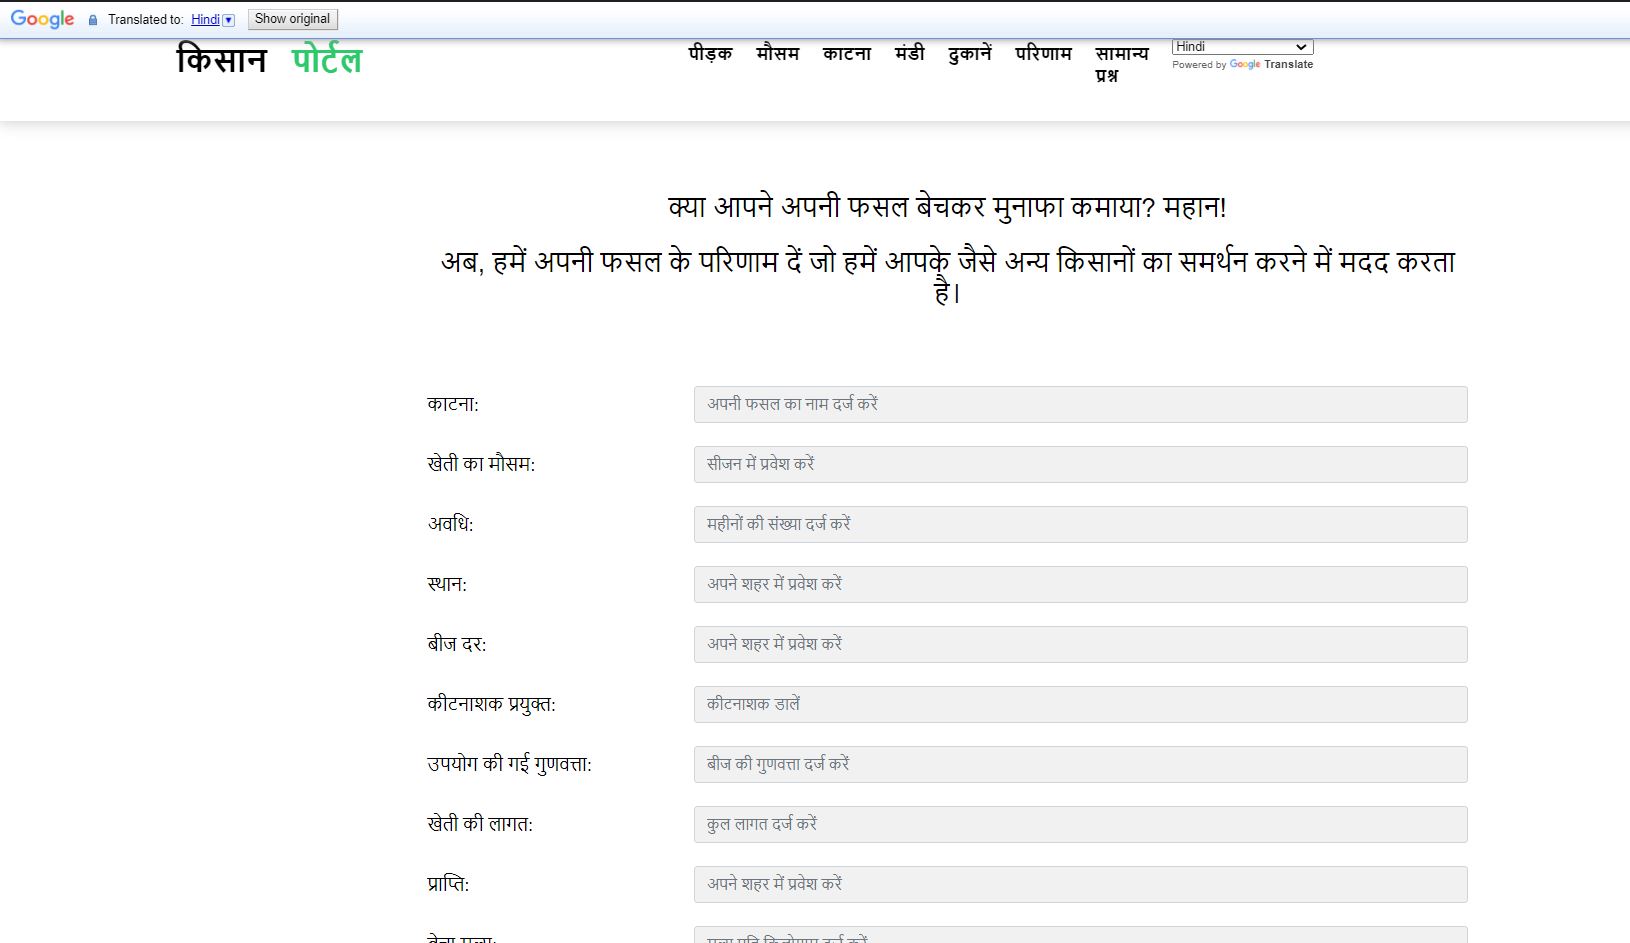 Google Translated to: Hindi Show original
किसान पोर्टल
पीड़क मौसम काटना मंडी दुकानें परिणाम सामान्य प्रश्न
Hindi
Powered by Google Translate
क्या आपने अपनी फसल बेचकर मुनाफा कमाया? महान!
अब, हमें अपनी फसल के परिणाम दें जो हमें आपके जैसे अन्य किसानों का समर्थन करने में मदद करता
है।
काटना: अपनी फसल का नाम दर्ज करें
खेती का मौसम: सीजन में प्रवेश करें
अवधि: महीनों की संख्या दर्ज करें
स्थान: अपने शहर में प्रवेश करें
बीज दर: अपने शहर में प्रवेश करें
कीटनाशक प्रयुक्त: कीटनाशक डालें
उपयोग की गई गुणवत्ता: बीज की गुणवत्ता दर्ज करें
खेती की लागत: कुल लागत दर्ज करें
प्राप्ति: अपने शहर में प्रवेश करें